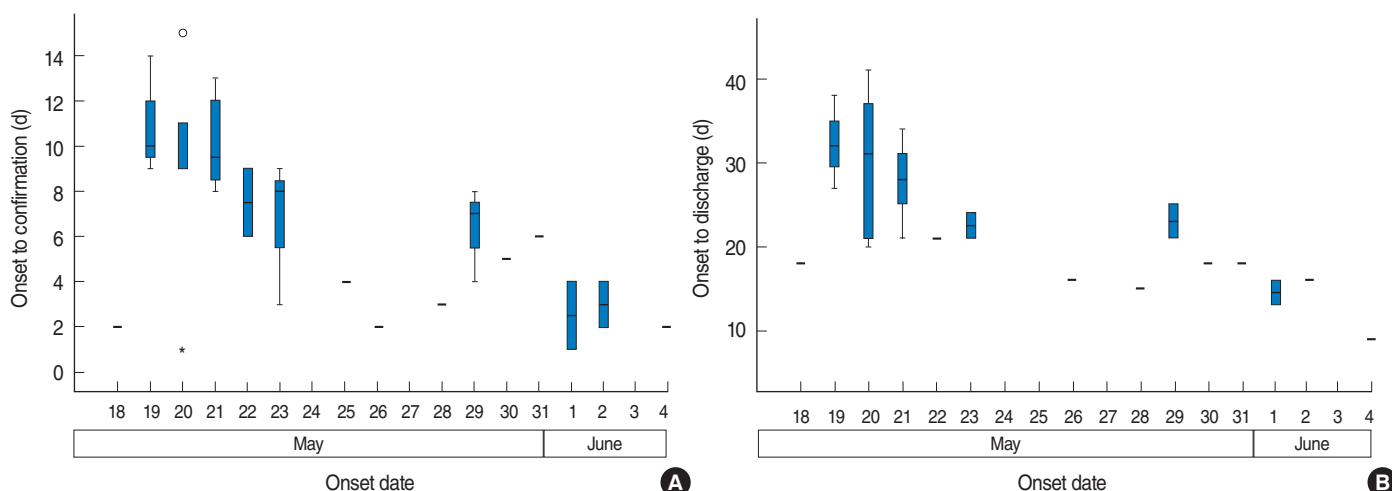 Onset to confirmation (d)
14
12
10
8
6
4
2
0
*
18 19 20 21 22 23 24 25 26 27 28 29 30 31 1 2 3 4
May June
Onset date
A
Onset to discharge (d)
40
30
20
10
18 19 20 21 22 23 24 25 26 27 28 29 30 31 1 2 3 4
May June
Onset date
B